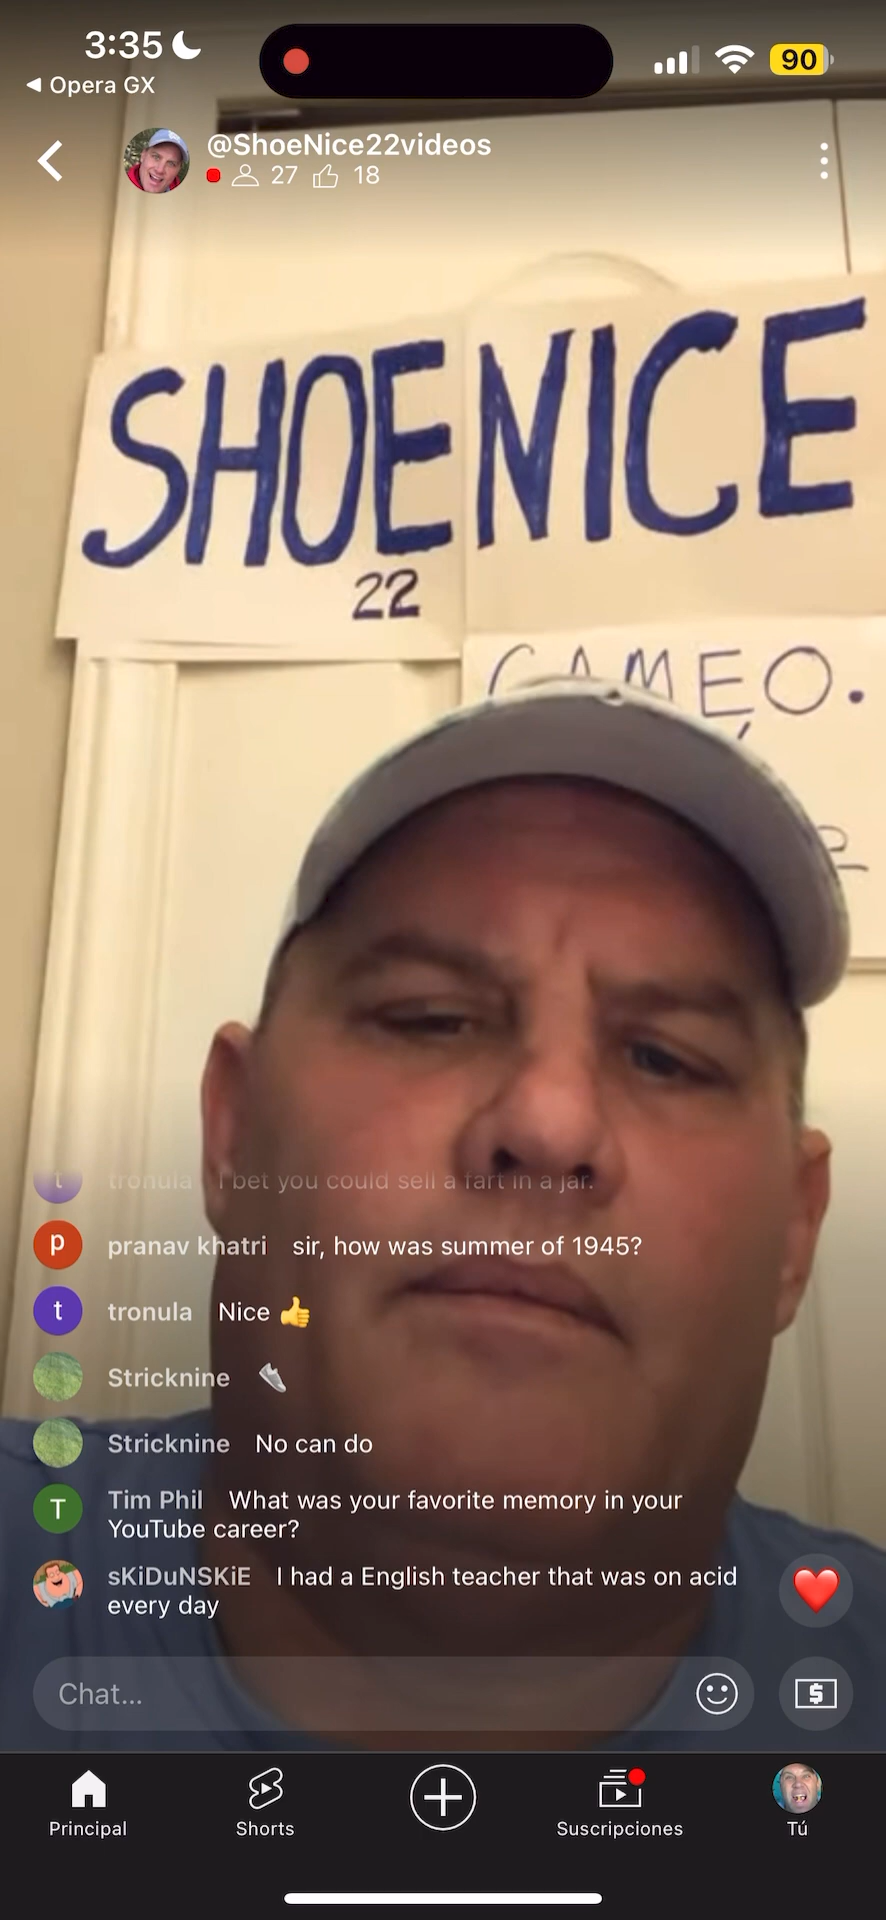 3:35
90
◀ Opera GX
@ShoeNice22videos
27 18
SHOENICE
22
CAMEO.
t tronula I bet you could sell a fart in a jar.
p pranav khatri sir, how was summer of 1945?
t tronula Nice 👍
Stricknine 👟
Stricknine No can do
T Tim Phil What was your favorite memory in your
YouTube career?
sKiDuNSKiE I had a English teacher that was on acid
every day
Chat...
$
Principal Shorts Suscripciones Tú